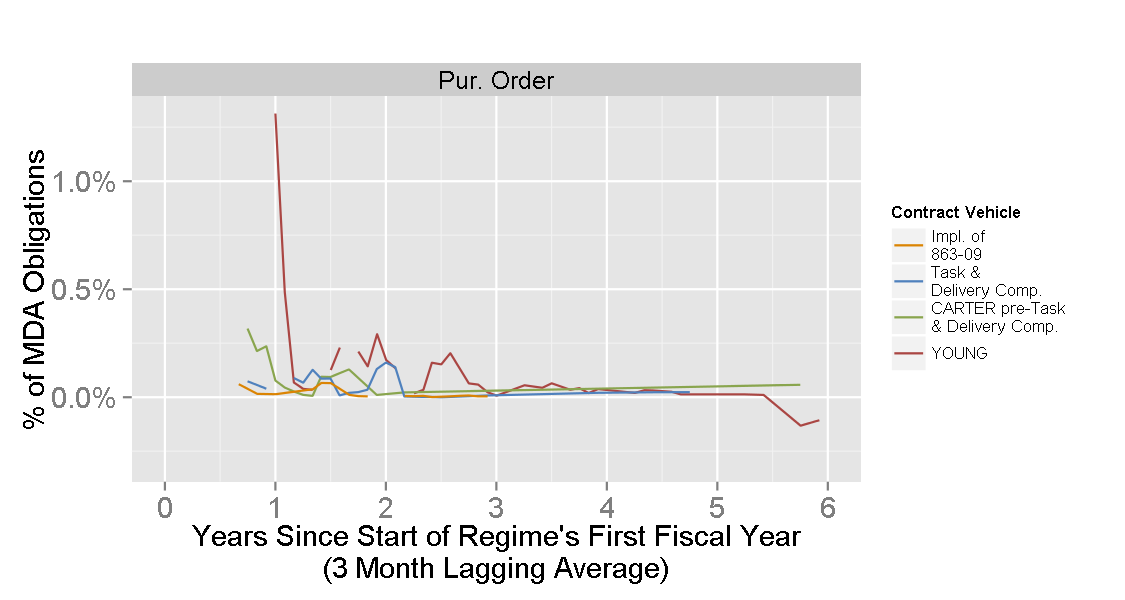 Pur. Order
% of MDA Obligations
1.0%
0.5%
0.0%
0 1 2 3 4 5 6
Years Since Start of Regime's First Fiscal Year
(3 Month Lagging Average)
Contract Vehicle
Impl. of
863-09
Task &
Delivery Comp.
CARTER pre-Task
& Delivery Comp.
YOUNG